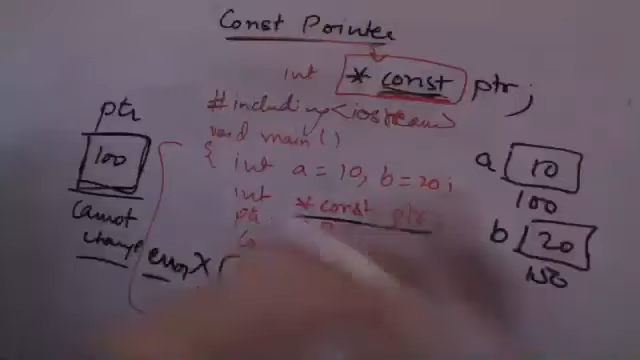 Const Pointer
int * const ptr;
#including<iostream>
void main()
{ int a = 10, b = 20;
int * const ptr;
ptr
100
Cannot
change error X
a 10
100
b 20
150